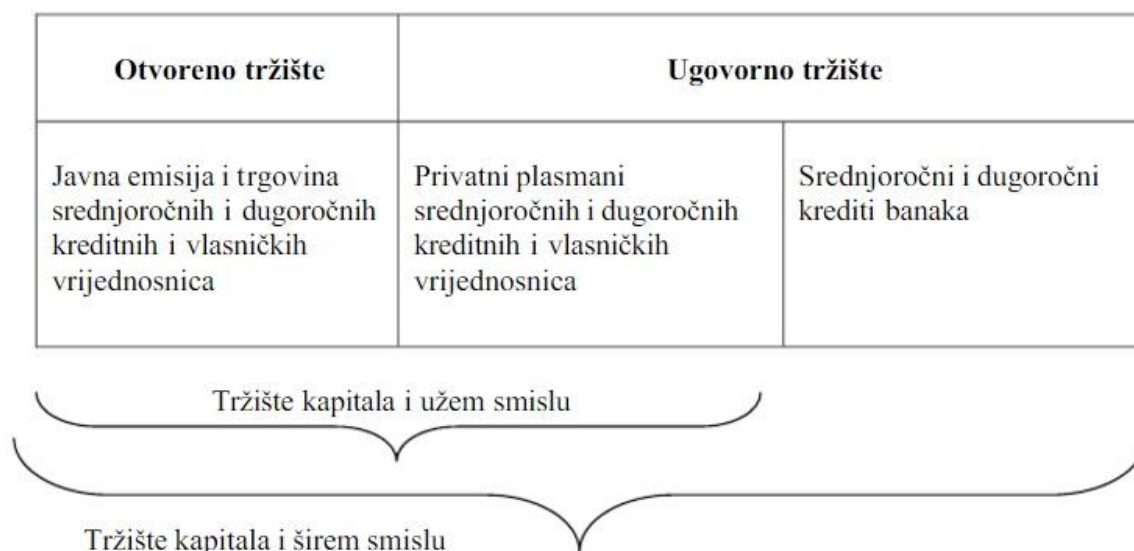 Otvoreno tržište
Ugovorno tržište
Javna emisija i trgovina
srednjoročnih i dugoročnih
kreditnih i vlasničkih
vrijednosnica
Privatni plasmani
srednjoročnih i dugoročnih
kreditnih i vlasničkih
vrijednosnica
Srednjoročni i dugoročni
krediti banaka
Tržište kapitala i užem smislu
Tržište kapitala i širem smislu